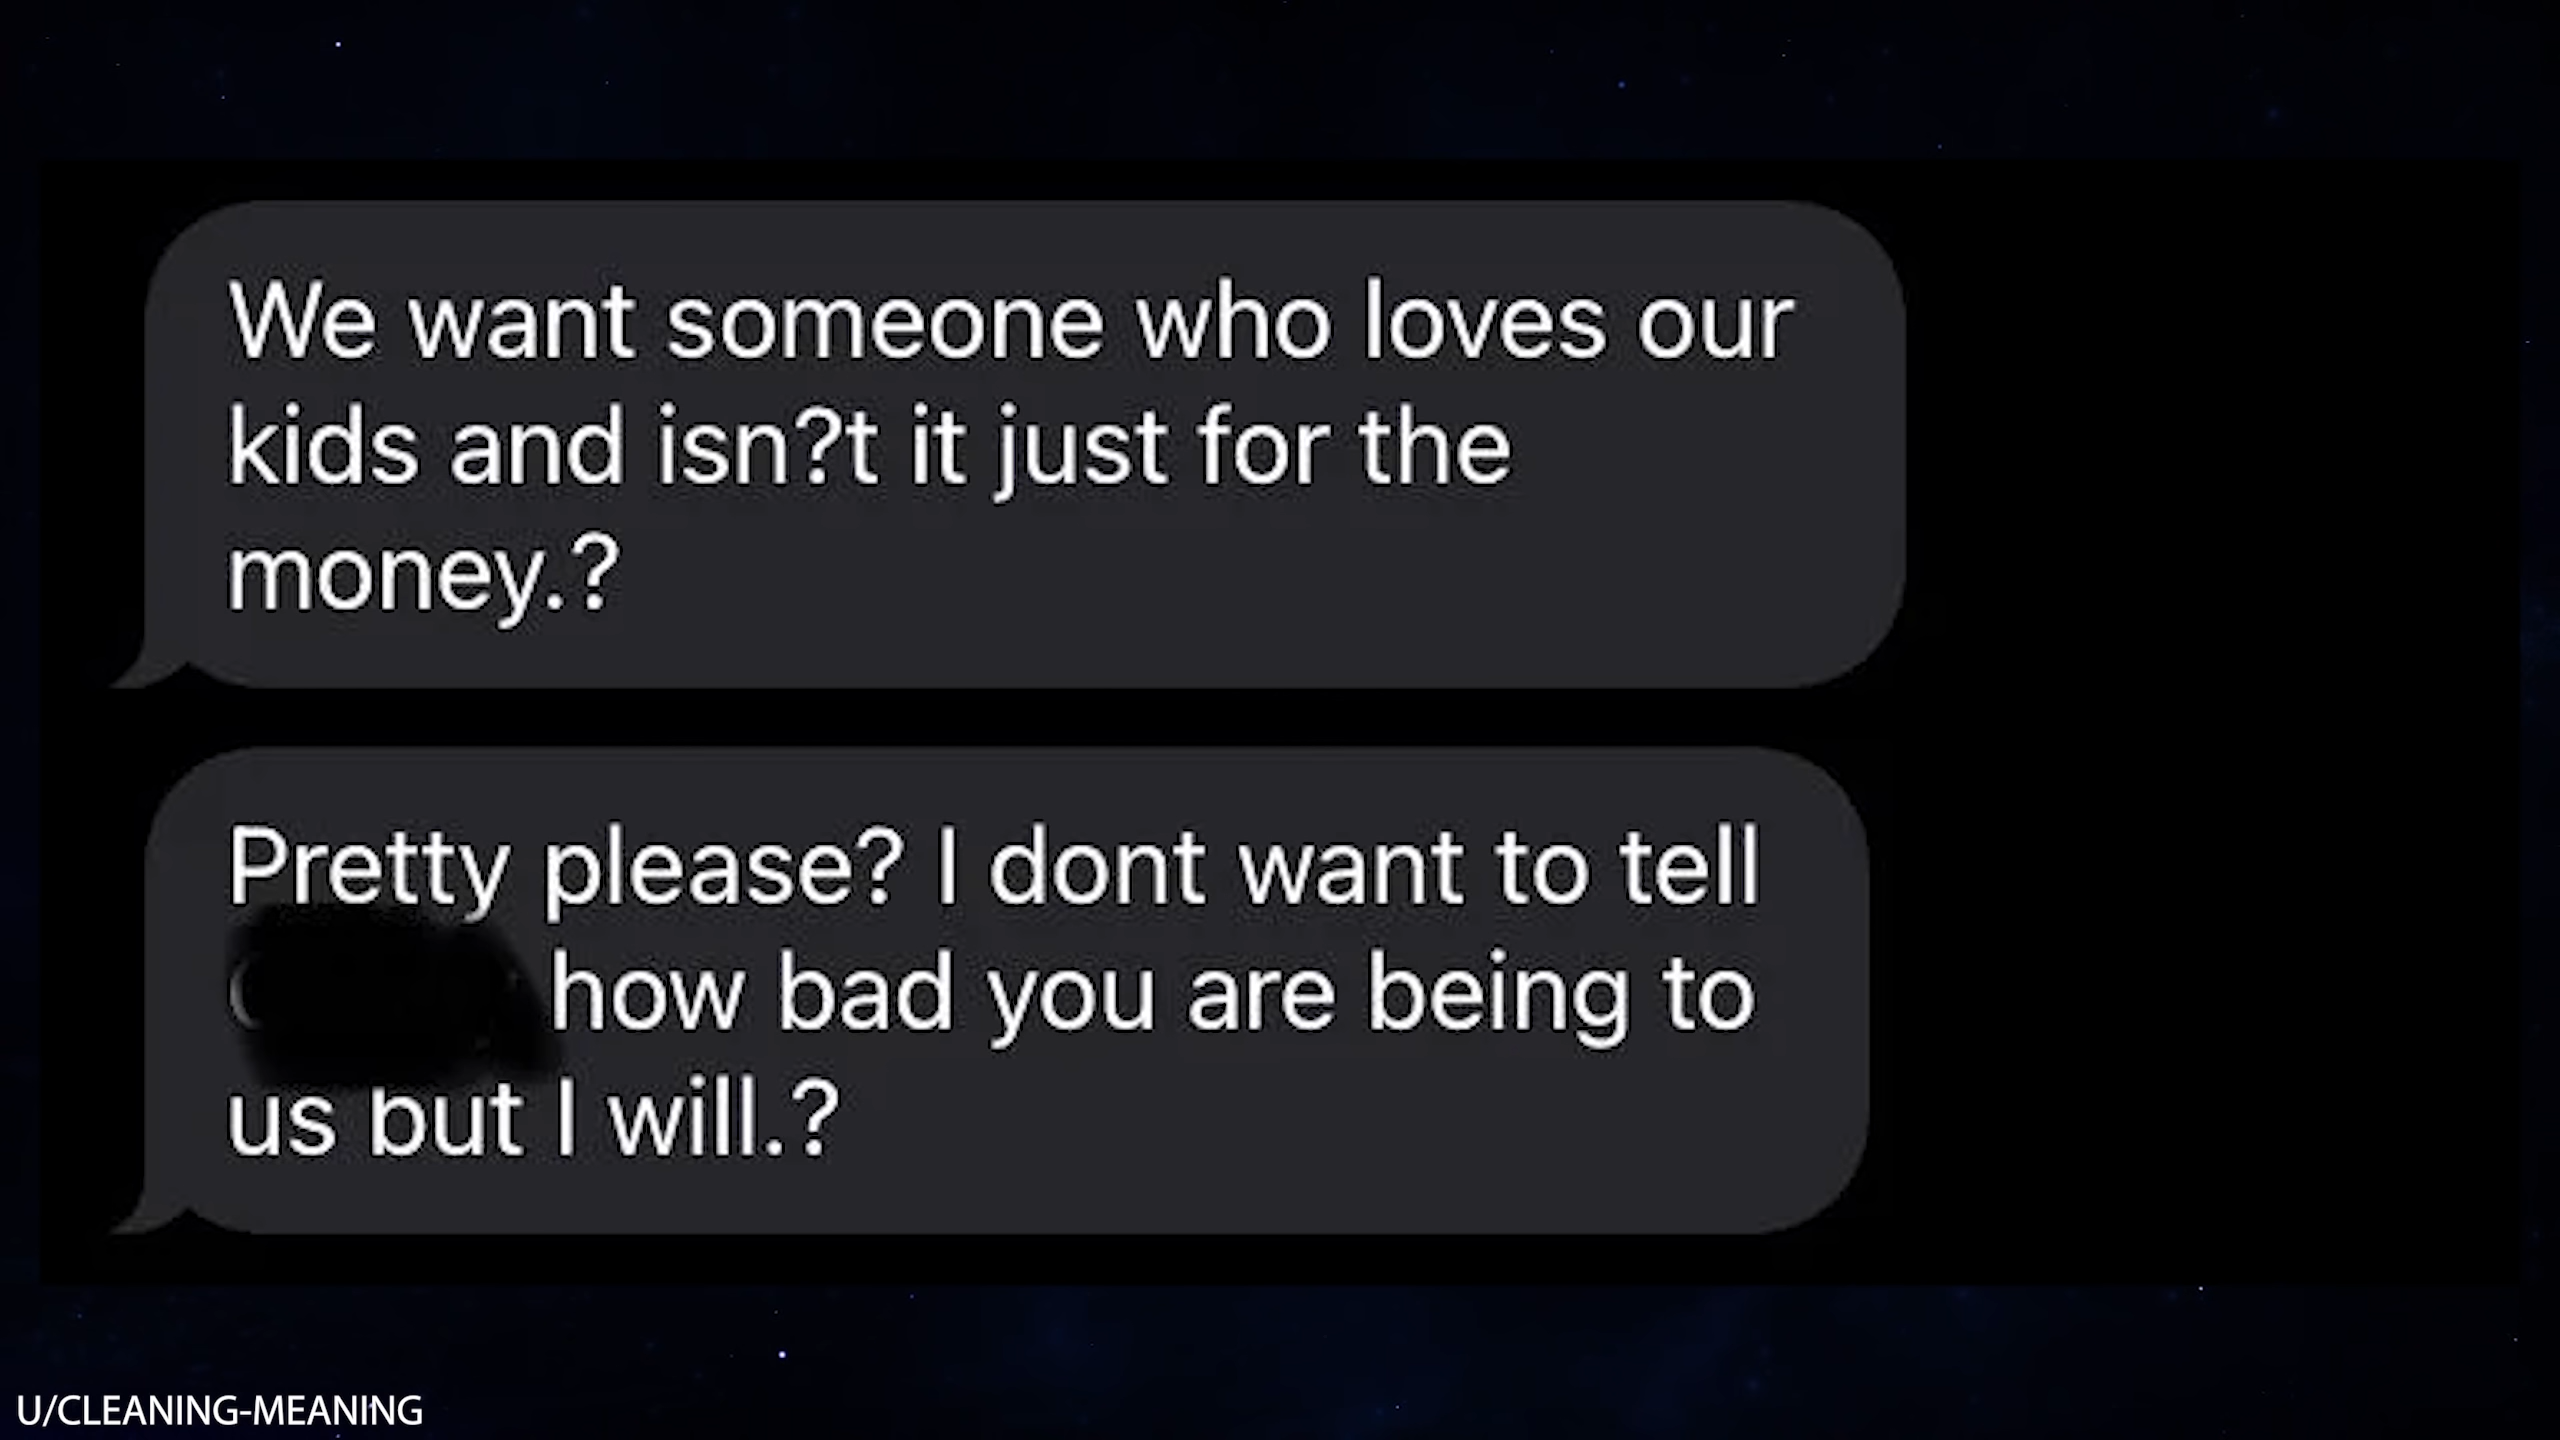 We want someone who loves our
kids and isn?t it just for the
money.?
Pretty please? I dont want to tell
how bad you are being to
us but I will.?
U/CLEANING-MEANING